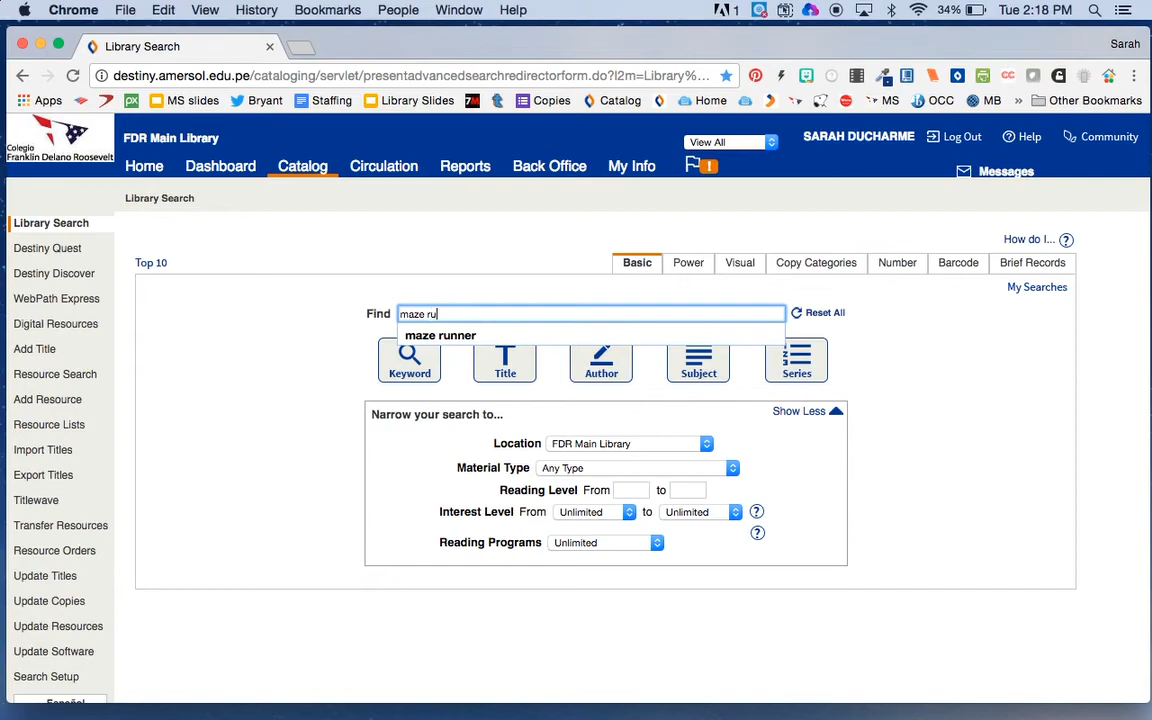 Chrome File Edit View History Bookmarks People Window Help 1 34% Tue 2:18 PM
Library Search Sarah
destiny.amersol.edu.pe/cataloging/servlet/presentadvancedsearchredirectorform.do?l2m=Library%...
Apps px MS slides Bryant Staffing Library Slides 7M Copies Catalog Home MS OCC MB » Other Bookmarks
Colegio
Franklin Delano Roosevelt
FDR Main Library View All SARAH DUCHARME Log Out Help Community
Home Dashboard Catalog Circulation Reports Back Office My Info Messages
Library Search
Library Search
Destiny Quest
Destiny Discover
WebPath Express
Digital Resources
Add Title
Resource Search
Add Resource
Resource Lists
Import Titles
Export Titles
Titlewave
Transfer Resources
Resource Orders
Update Titles
Update Copies
Update Resources
Update Software
Search Setup
Español
How do I...
Top 10 Basic Power Visual Copy Categories Number Barcode Brief Records
My Searches
Find maze ru Reset All
maze runner
Keyword Title Author Subject Series
Narrow your search to... Show Less
Location FDR Main Library
Material Type Any Type
Reading Level From to
Interest Level From Unlimited to Unlimited
Reading Programs Unlimited